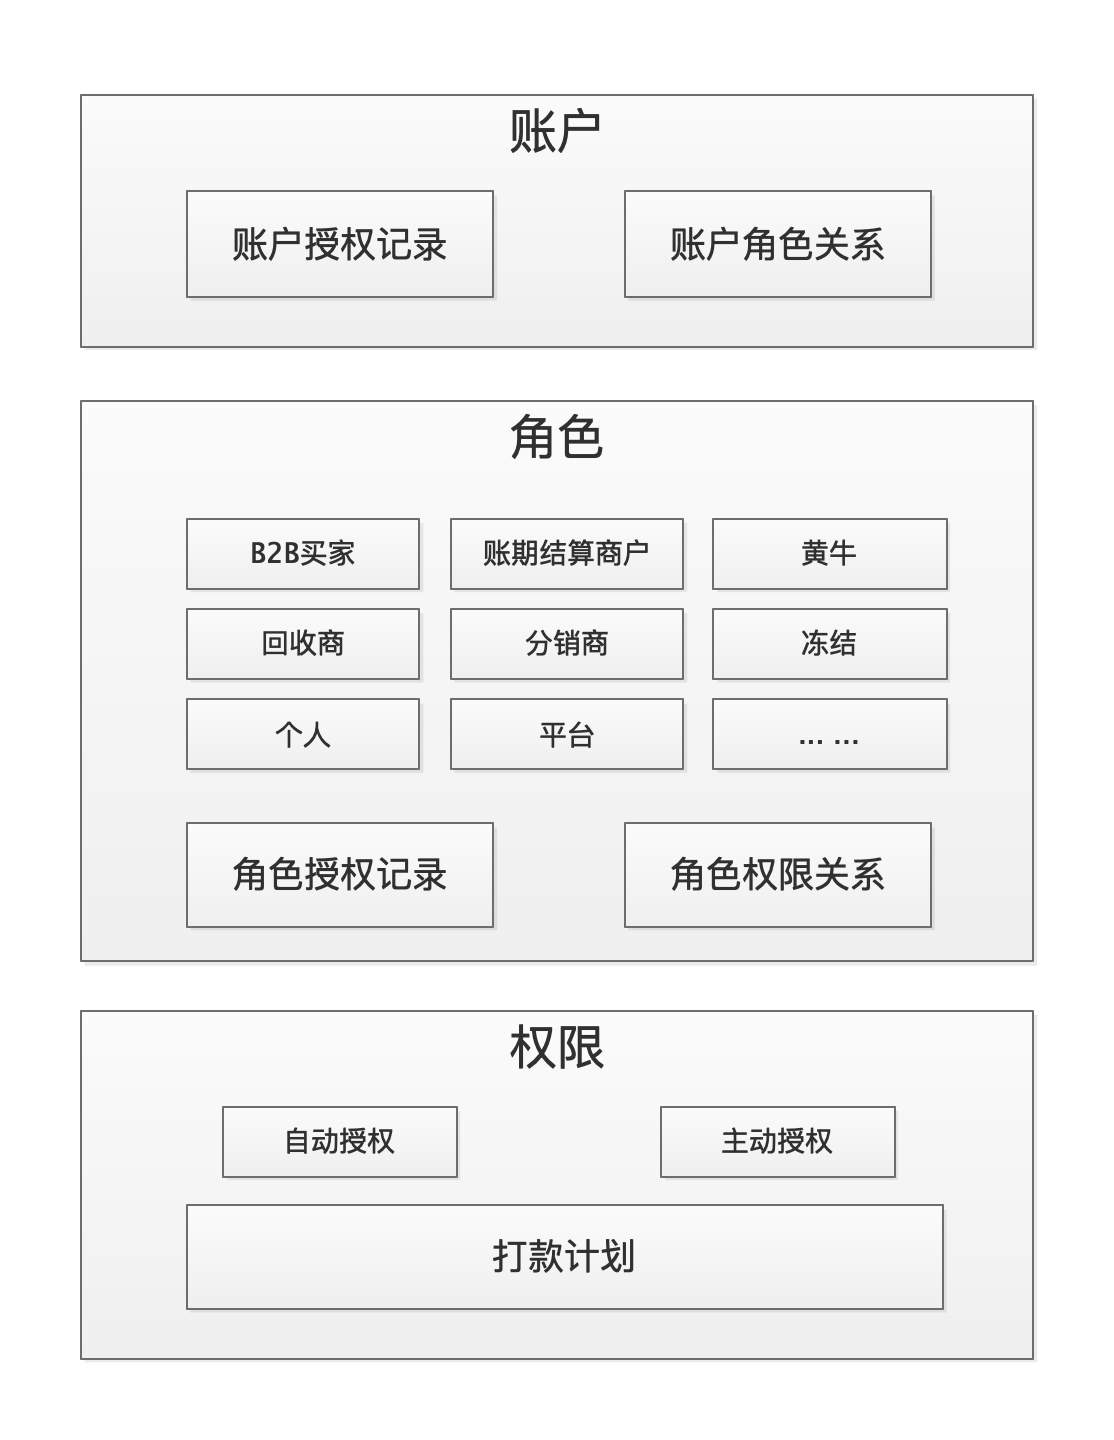 账户
账户授权记录
账户角色关系
角色
B2B买家
账期结算商户
黄牛
回收商
分销商
冻结
个人
平台
... ...
角色授权记录
角色权限关系
权限
自动授权
主动授权
打款计划